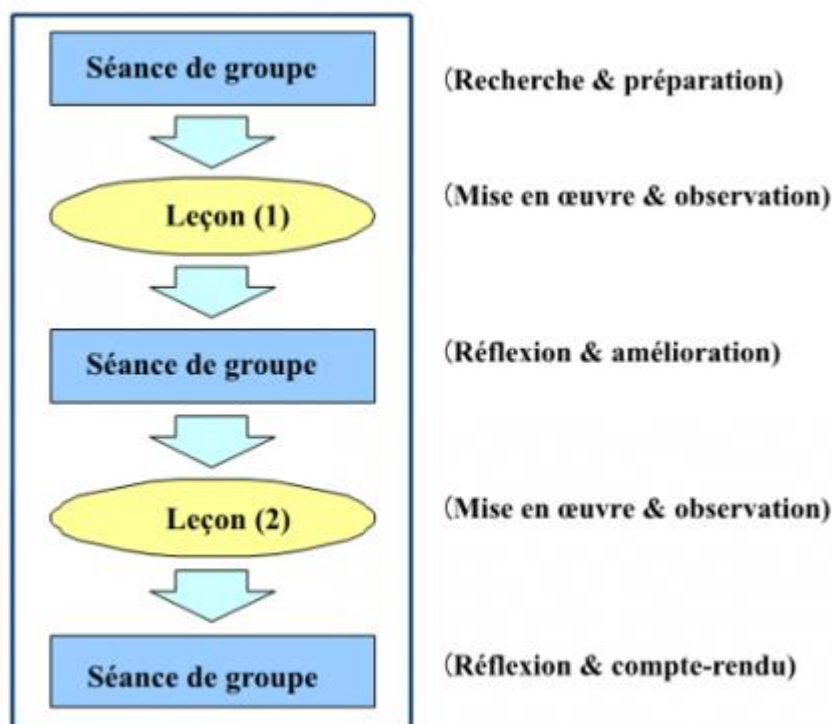 Séance de groupe
(Recherche & préparation)
Leçon (1)
(Mise en œuvre & observation)
Séance de groupe
(Réflexion & amélioration)
Leçon (2)
(Mise en œuvre & observation)
Séance de groupe
(Réflexion & compte-rendu)